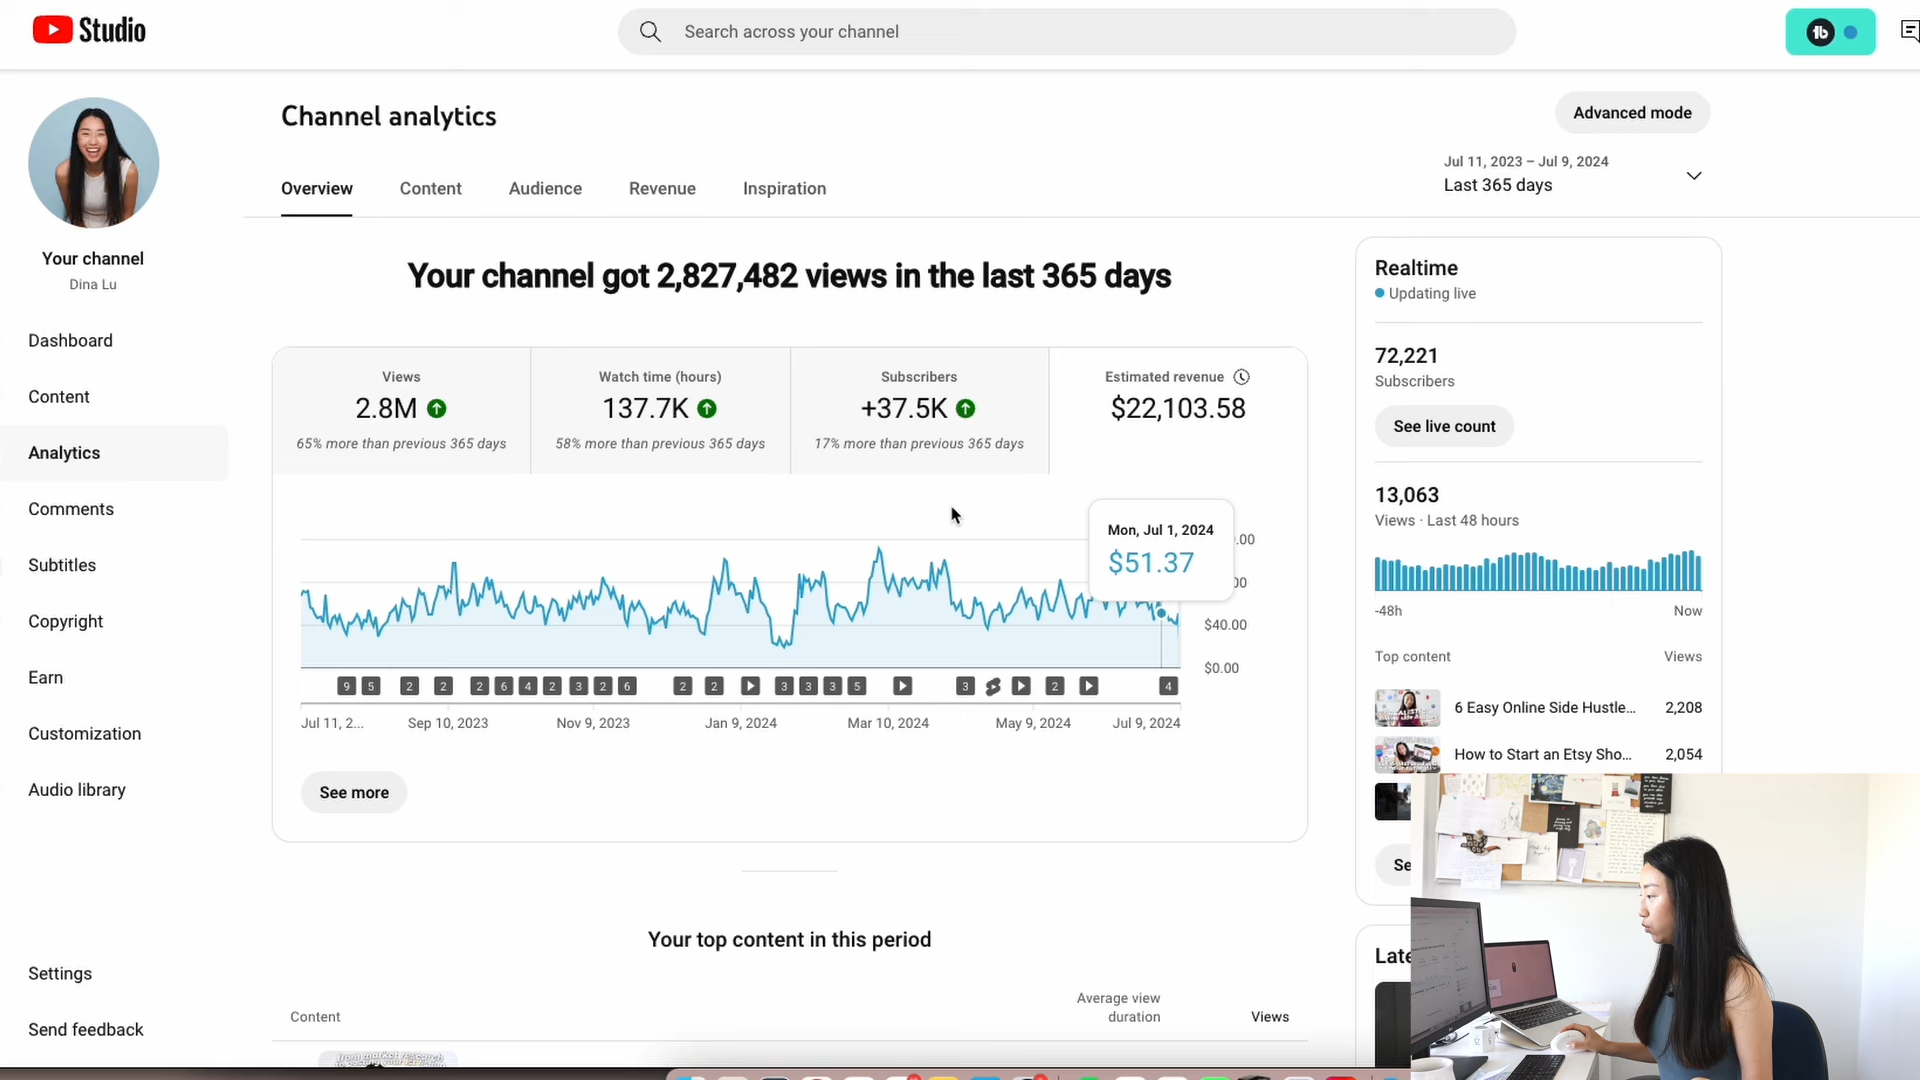 Studio
Search across your channel
Channel analytics
Advanced mode
Jul 11, 2023 – Jul 9, 2024
Last 365 days
Overview
Content
Audience
Revenue
Inspiration
Your channel
Dina Lu
Dashboard
Content
Analytics
Comments
Subtitles
Copyright
Earn
Customization
Audio library
Settings
Send feedback
Your channel got 2,827,482 views in the last 365 days
Views
2.8M
65% more than previous 365 days
Watch time (hours)
137.7K
58% more than previous 365 days
Subscribers
+37.5K
17% more than previous 365 days
Estimated revenue
$22,103.58
Mon, Jul 1, 2024
$51.37
.00
00
$40.00
$0.00
9 5 2 2 2 6 4 2 3 2 6 2 2 3 3 3 5 3 2 4
Jul 11, 2...
Sep 10, 2023
Nov 9, 2023
Jan 9, 2024
Mar 10, 2024
May 9, 2024
Jul 9, 2024
See more
Your top content in this period
Content
Average view
duration
Views
from market research
Realtime
Updating live
72,221
Subscribers
See live count
13,063
Views · Last 48 hours
-48h
Now
Top content
Views
6 Easy Online Side Hustle...
2,208
How to Start an Etsy Sho...
2,054
Se
Late